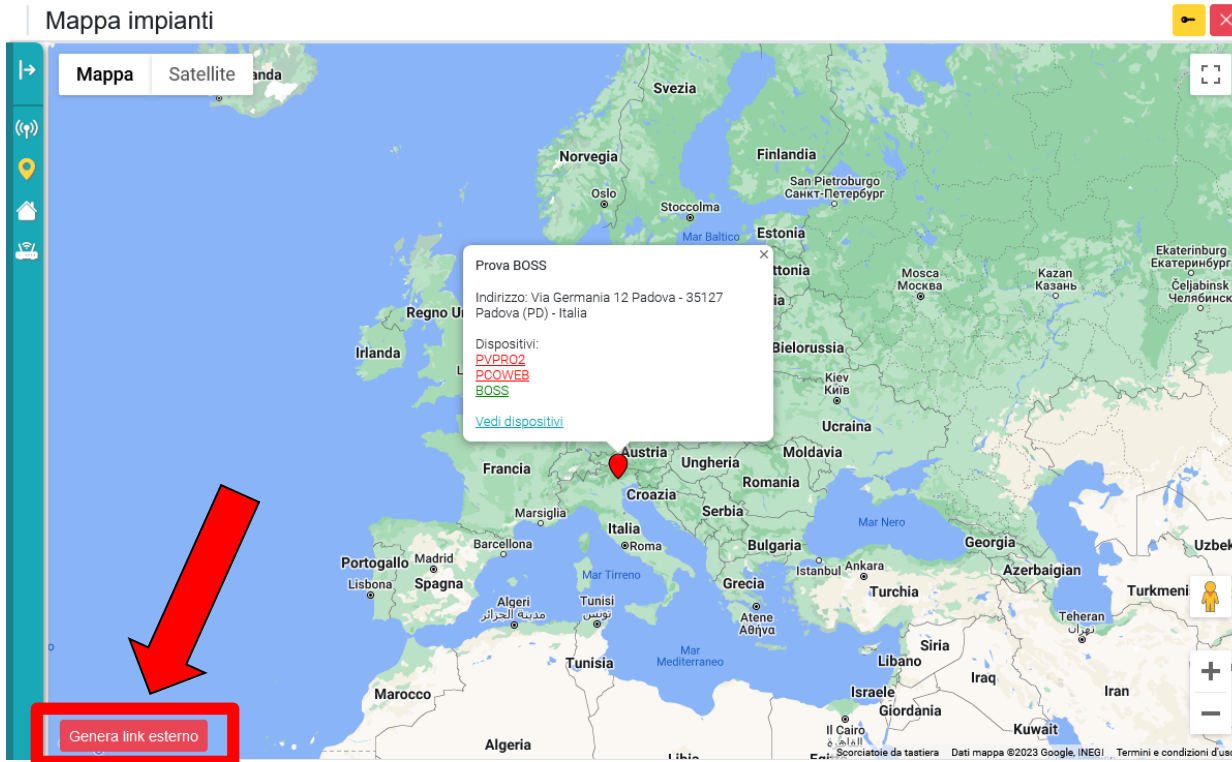 Mappa impianti
Mappa
Satellite
anda
Svezia
Norvegia
Finlandia
San Pietroburgo
Санкт-Петербург
Oslo
Stoccolma
Mar Baltico
Estonia
ttonia
ia
Mosca
Москва
Kazan
Казань
Ekaterinburg
Екатеринбург
Čeljabinsk
Челябинск
Regno U
Irlanda
L
Prova BOSS
Indirizzo: Via Germania 12 Padova - 35127
Padova (PD) - Italia
Dispositivi:
PVPRO2
PCOWEB
BOSS
Vedi dispositivi
Bielorussia
Kiev
Київ
Ucraina
Moldavia
Austria
Ungheria
Francia
Romania
Croazia
Serbia
Marsiglia
Italia
Roma
Mar Nero
Barcellona
Bulgaria
Georgia
Uzbek
Portogallo
Madrid
Istanbul
Ankara
Azerbaigian
Lisbona
Spagna
Mar Tirreno
Grecia
Turchia
Turkmeni
Algeri
مدينة الجزائر
Tunisi
تونس
Atene
Αθήνα
Teheran
تهران
Siria
Tunisia
Mar
Mediterraneo
Libano
Iraq
Iran
Marocco
Israele
Giordania
Genera link esterno
Il Cairo
Kuwait
Algeria
Libia
Scorciatoie da tastiera
Dati mappa ©2023 Google, INEGI
Termini e condizioni d'uso